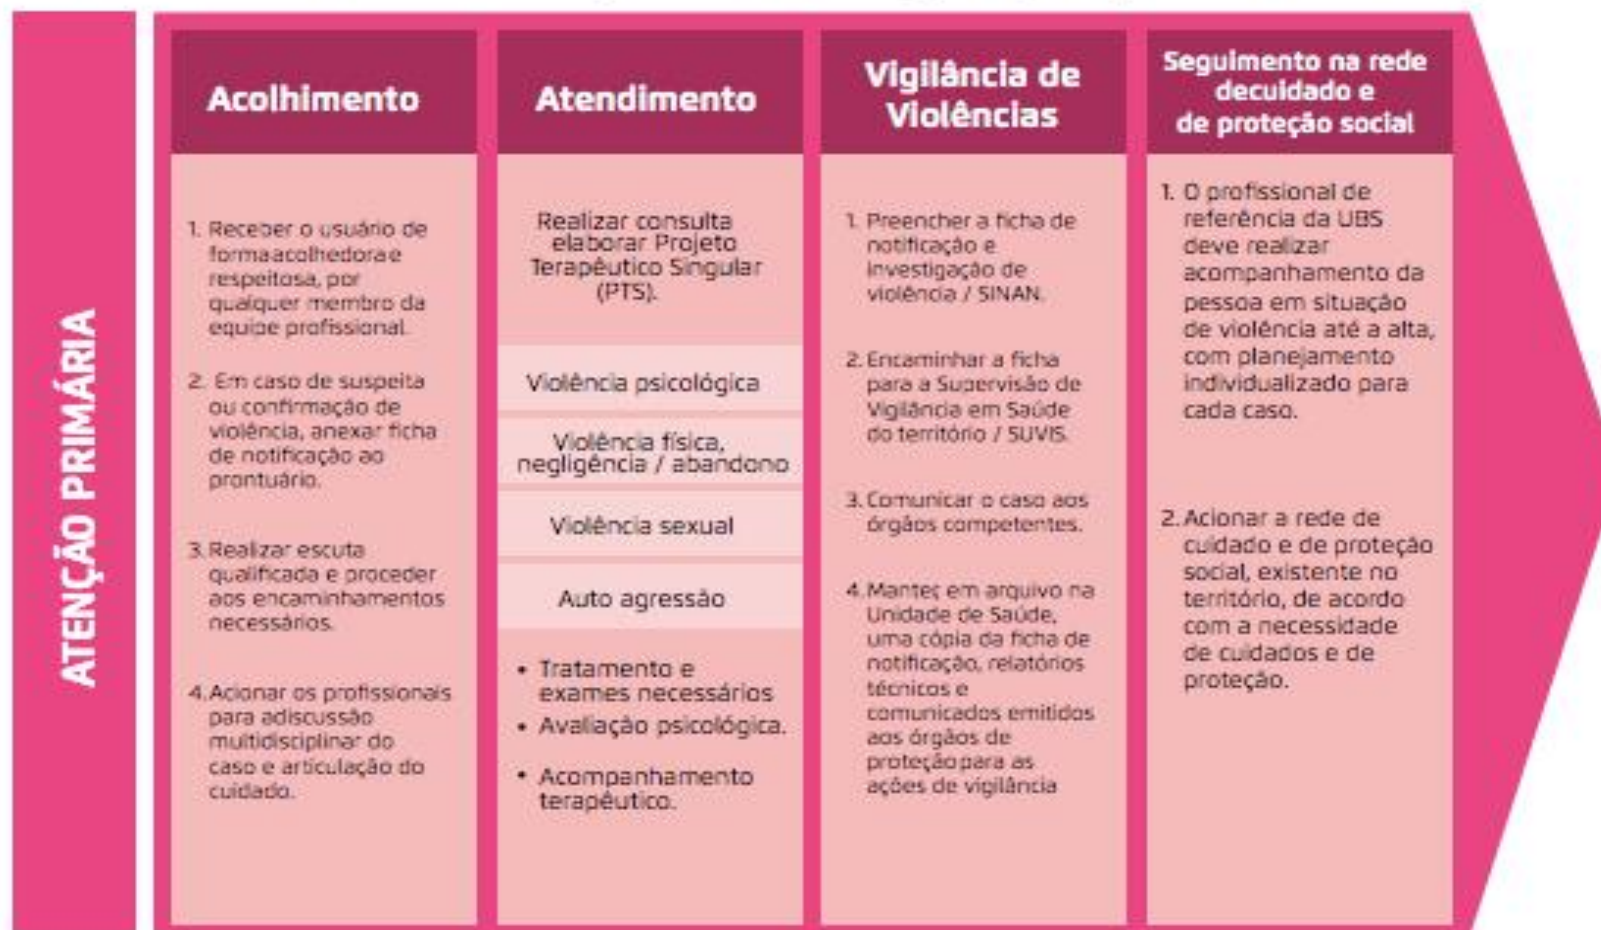 ATENÇÃO PRIMÁRIA
Acolhimento
1. Receber o usuário de
forma acolhedora e
respeitosa, por
qualquer membro da
equipe profissional.
2. Em caso de suspeita
ou confirmação de
violência, anexar ficha
de notificação ao
prontuário.
3. Realizar escuta
qualificada e proceder
aos encaminhamentos
necessários.
4. Acionar os profissionais
para adiscussão
multidisciplinar do
caso e articulação do
cuidado.
Atendimento
Realizar consulta
elaborar Projeto
Terapêutico Singular
(PTS).
Violência psicológica
Violência física,
negligência / abandono
Violência sexual
Auto agressão
• Tratamento e
exames necessários
• Avaliação psicológica.
• Acompanhamento
terapêutico.
Vigilância de
Violências
1. Preencher a ficha de
notificação e
investigação de
violência / SINAN.
2. Encaminhar a ficha
para a Supervisão de
Vigilância em Saúde
do território / SUVIS.
3. Comunicar o caso aos
órgãos competentes.
4. Manteç em arquivo na
Unidade de Saúde,
uma cópia da ficha de
notificação, relatórios
técnicos e
comunicados emitidos
aos órgãos de
proteção para as
ações de vigilância
Seguimento na rede
decuidado e
de proteção social
1. O profissional de
referência da UBS
deve realizar
acompanhamento da
pessoa em situação
de violência até a alta,
com planejamento
individualizado para
cada caso.
2. Acionar a rede de
cuidado e de proteção
social, existente no
território, de acordo
com a necessidade
de cuidados e de
proteção.